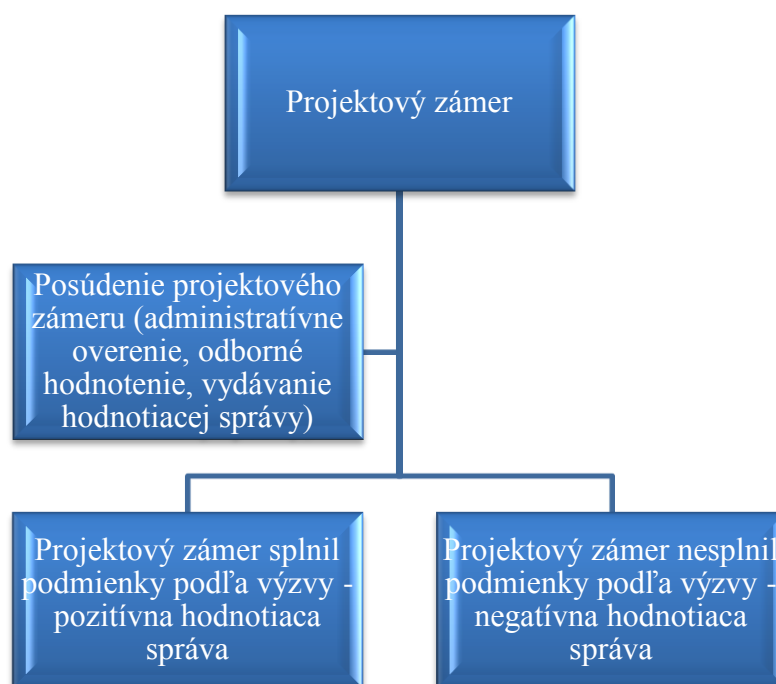 Projektový zámer
Posúdenie projektového
zámeru (administratívne
overenie, odborné
hodnotenie, vydávanie
hodnotiacej správy)
Projektový zámer splnil
podmienky podľa výzvy -
pozitívna hodnotiaca
správa
Projektový zámer nesplnil
podmienky podľa výzvy -
negatívna hodnotiaca
správa